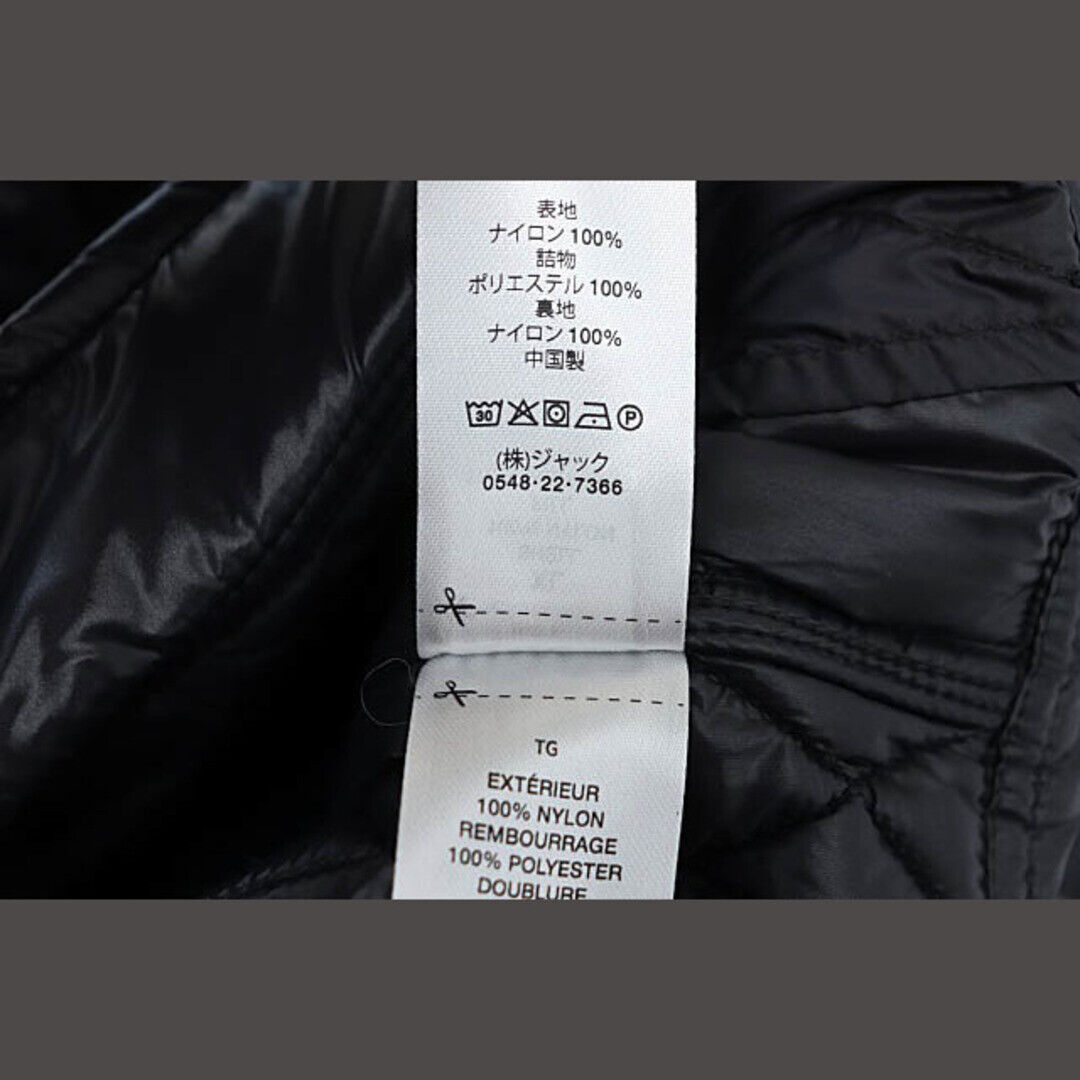 表地
ナイロン 100%
詰物
ポリエステル 100%
裏地
ナイロン 100%
中国製
30 P
(株)ジャック
0548・22・7366
TG
EXTÉRIEUR
100% NYLON
REMBOURRAGE
100% POLYESTER
DOUBLURE